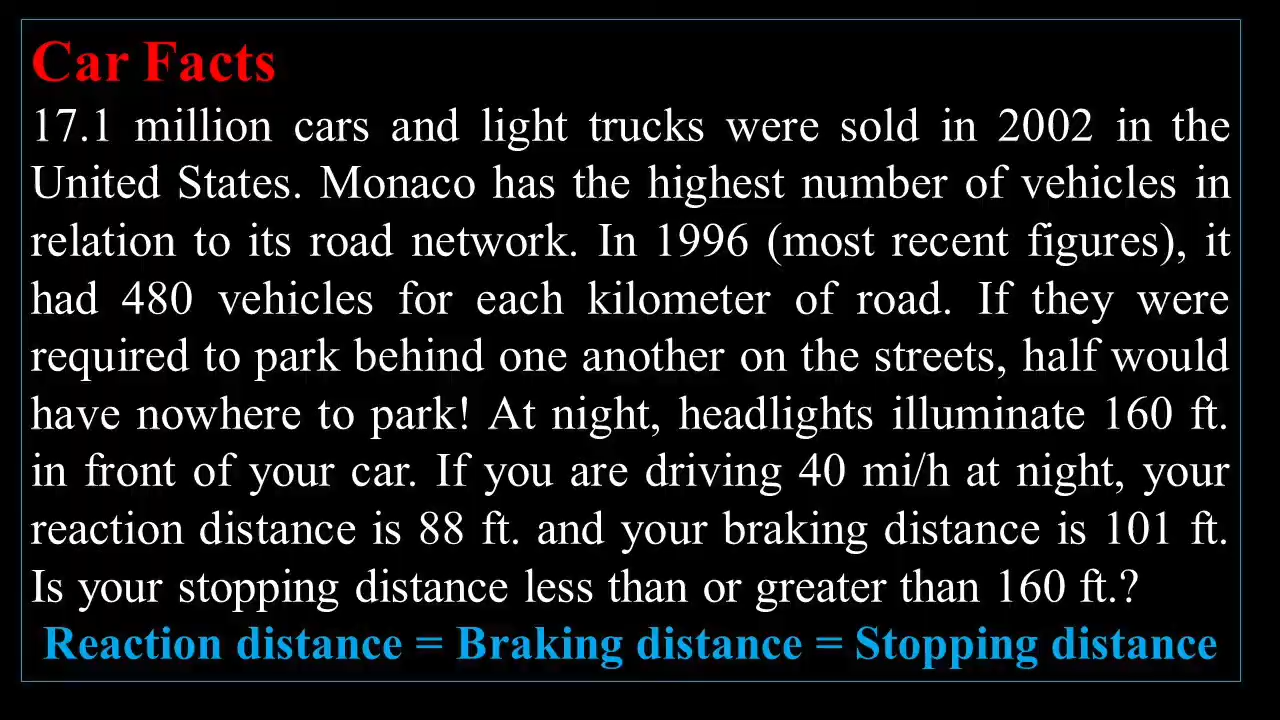 Car Facts
17.1 million cars and light trucks were sold in 2002 in the
United States. Monaco has the highest number of vehicles in
relation to its road network. In 1996 (most recent figures), it
had 480 vehicles for each kilometer of road. If they were
required to park behind one another on the streets, half would
have nowhere to park! At night, headlights illuminate 160 ft.
in front of your car. If you are driving 40 mi/h at night, your
reaction distance is 88 ft. and your braking distance is 101 ft.
Is your stopping distance less than or greater than 160 ft.?
Reaction distance = Braking distance = Stopping distance